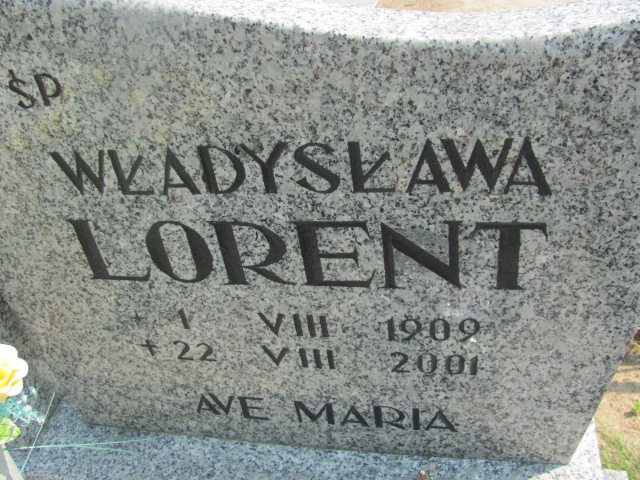 ŚP
WŁADYSŁAWA
LORENT
* 1 VIII 1909
+ 22 VIII 2001
AVE MARIA